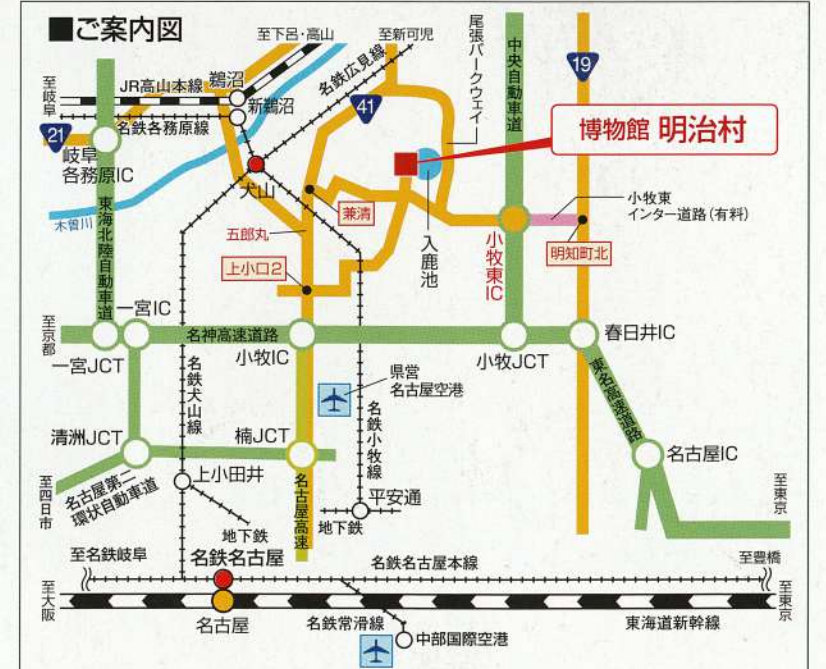 ■ご案内図
至下呂・高山
至新可児
尾張パークウェイ
中央自動車道
19
至岐阜
JR高山本線
鵜沼
新鵜沼
名鉄広見線
41
21
名鉄各務原線
博物館 明治村
岐阜
各務原IC
犬山
木曽川
東海北陸自動車道
兼清
五郎丸
入鹿池
小牧東IC
小牧東
インター道路(有料)
明知町北
上小口2
一宮IC
至京都
名神高速道路
一宮JCT
小牧IC
小牧JCT
春日井IC
名鉄犬山線
県営
名古屋空港
東名高速道路
名鉄小牧線
清洲JCT
楠JCT
名古屋IC
至四日市
名古屋第二
環状自動車道
上小田井
地下鉄
名古屋高速
地下鉄
平安通
至東京
至名鉄岐阜
名鉄名古屋
名鉄名古屋本線
至豊橋
至大阪
至東京
名古屋
名鉄常滑線
中部国際空港
東海道新幹線